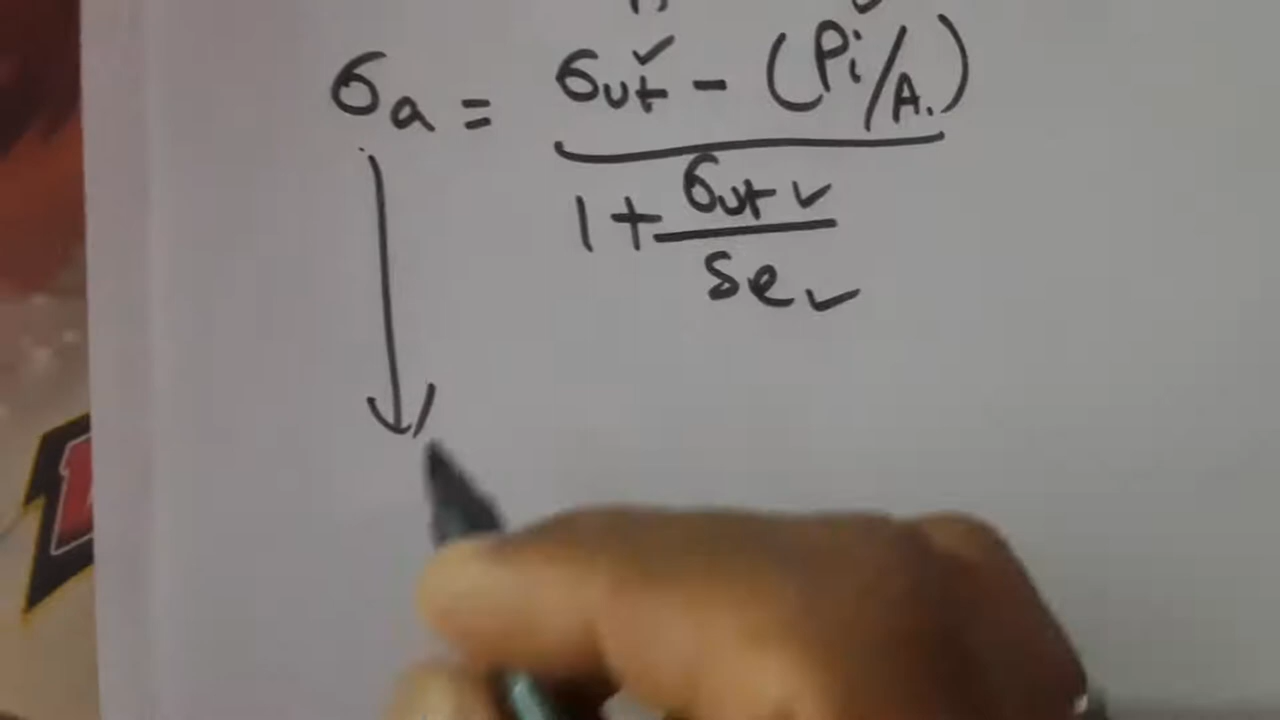 σa = σut ✓ - (Pi/A.)
1 + σut ✓
Se ✓